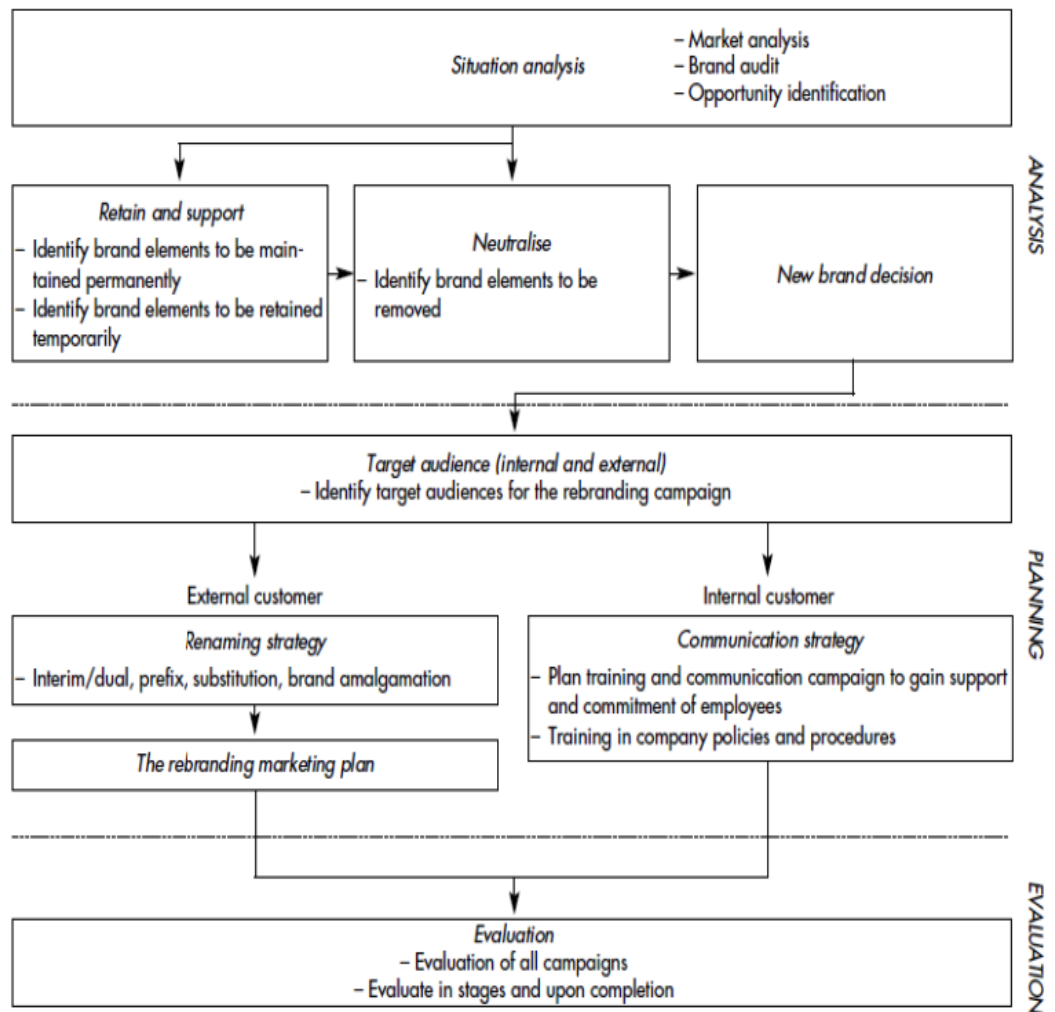 Situation analysis
– Market analysis
– Brand audit
– Opportunity identification
ANALYSIS
Retain and support
– Identify brand elements to be main-
tained permanently
– Identify brand elements to be retained
temporarily
Neutralise
– Identify brand elements to be
removed
New brand decision
Target audience (internal and external)
– Identify target audiences for the rebranding campaign
PLANNING
External customer
Renaming strategy
– Interim/dual, prefix, substitution, brand amalgamation
The rebranding marketing plan
Internal customer
Communication strategy
– Plan training and communication campaign to gain support
and commitment of employees
– Training in company policies and procedures
EVALUATION
Evaluation
– Evaluation of all campaigns
– Evaluate in stages and upon completion